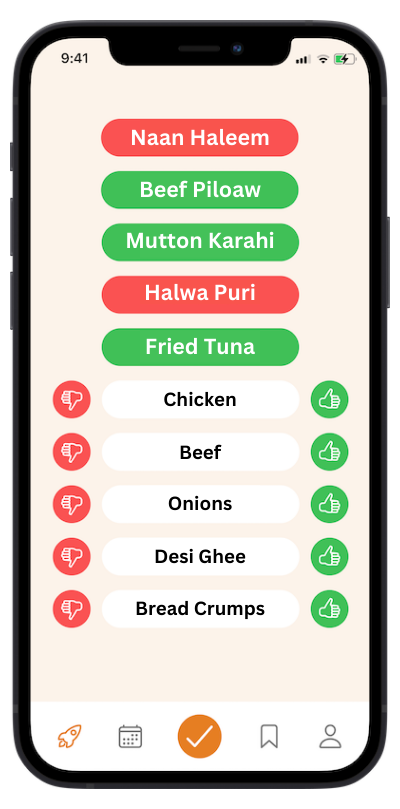 9:41
Naan Haleem
Beef Piloaw
Mutton Karahi
Halwa Puri
Fried Tuna
Chicken
Beef
Onions
Desi Ghee
Bread Crumps